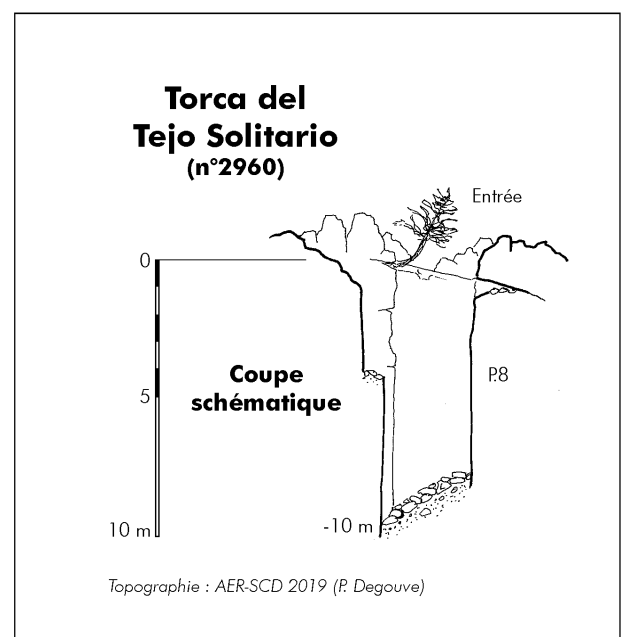 Torca del
Tejo Solitario
(n°2960)
Entrée
0
Coupe
schématique
P.8
5
10 m
-10 m
Topographie : AER-SCD 2019 (P. Degouve)